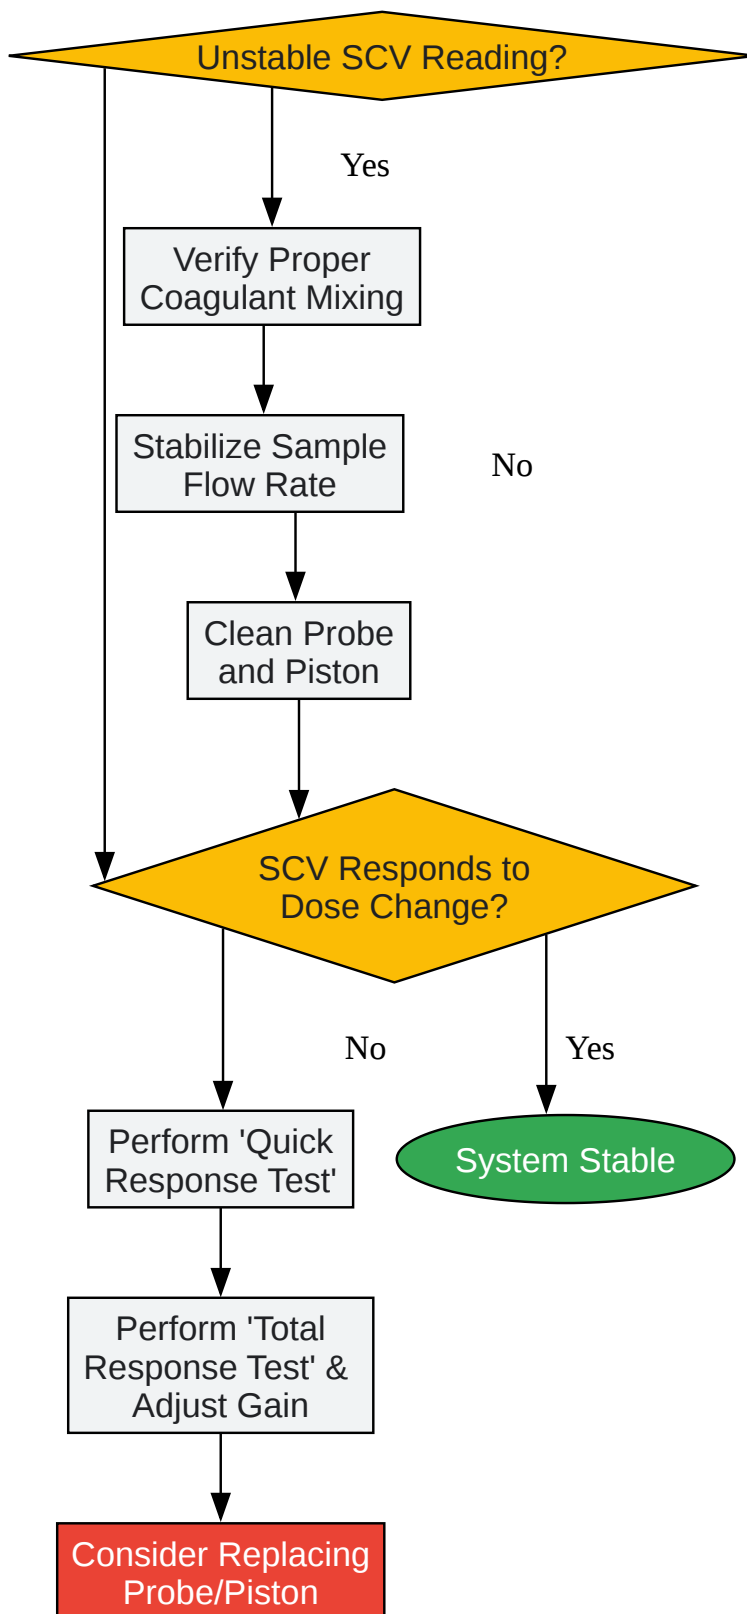 Unstable SCV Reading?
Yes
Verify Proper
Coagulant Mixing
Stabilize Sample
Flow Rate
No
Clean Probe
and Piston
SCV Responds to
Dose Change?
No
Yes
Perform 'Quick
Response Test'
System Stable
Perform 'Total
Response Test' &
Adjust Gain
Consider Replacing
Probe/Piston